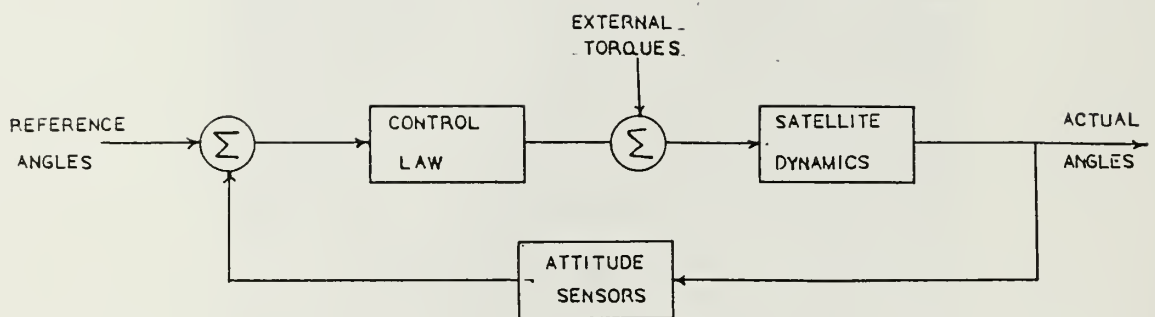 EXTERNAL
TORQUES
REFERENCE
ANGLES
Σ
CONTROL
LAW
Σ
SATELLITE
DYNAMICS
ACTUAL
ANGLES
ATTITUDE
SENSORS